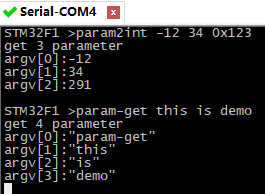 Serial-COM4
STM32F1 >param2int -12 34 0x123
get 3 parameter
argv[0]:-12
argv[1]:34
argv[2]:291
STM32F1 >param-get this is demo
get 4 parameter
argv[0]:"param-get"
argv[1]:"this"
argv[2]:"is"
argv[3]:"demo"